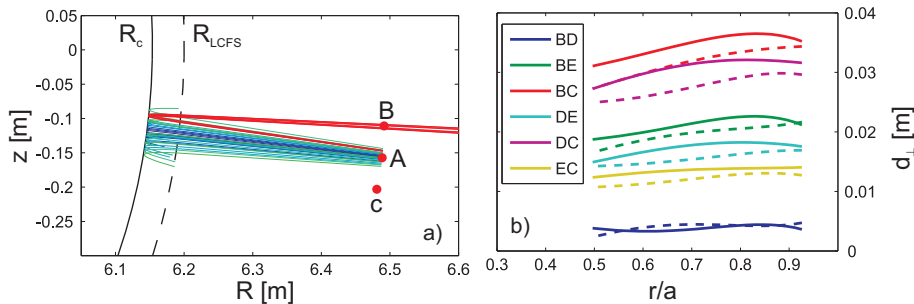 0.05
0
-0.05
-0.1
-0.15
-0.2
-0.25
z [m]
R_c
R_LCFS
B
A
c
a)
6.1
6.2
6.3
6.4
6.5
6.6
R [m]
BD
BE
BC
DE
DC
EC
b)
0.3
0.4
0.5
0.6
0.7
0.8
0.9
1
r/a
0.04
0.03
0.02
0.01
0
d_⊥ [m]